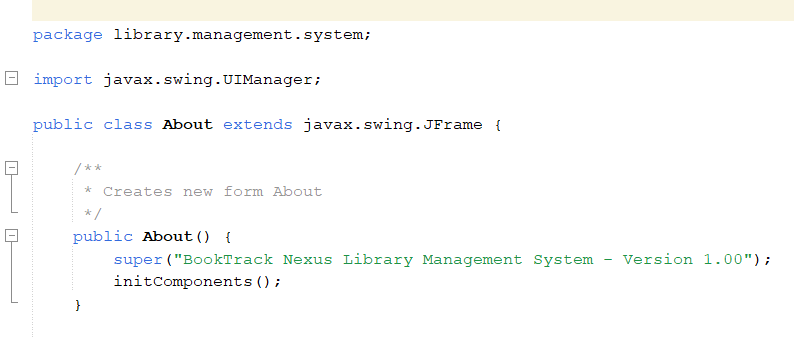 package library.management.system;
import javax.swing.UIManager;
public class About extends javax.swing.JFrame {
/**
* Creates new form About
*/
public About() {
super("BookTrack Nexus Library Management System - Version 1.00");
initComponents();
}